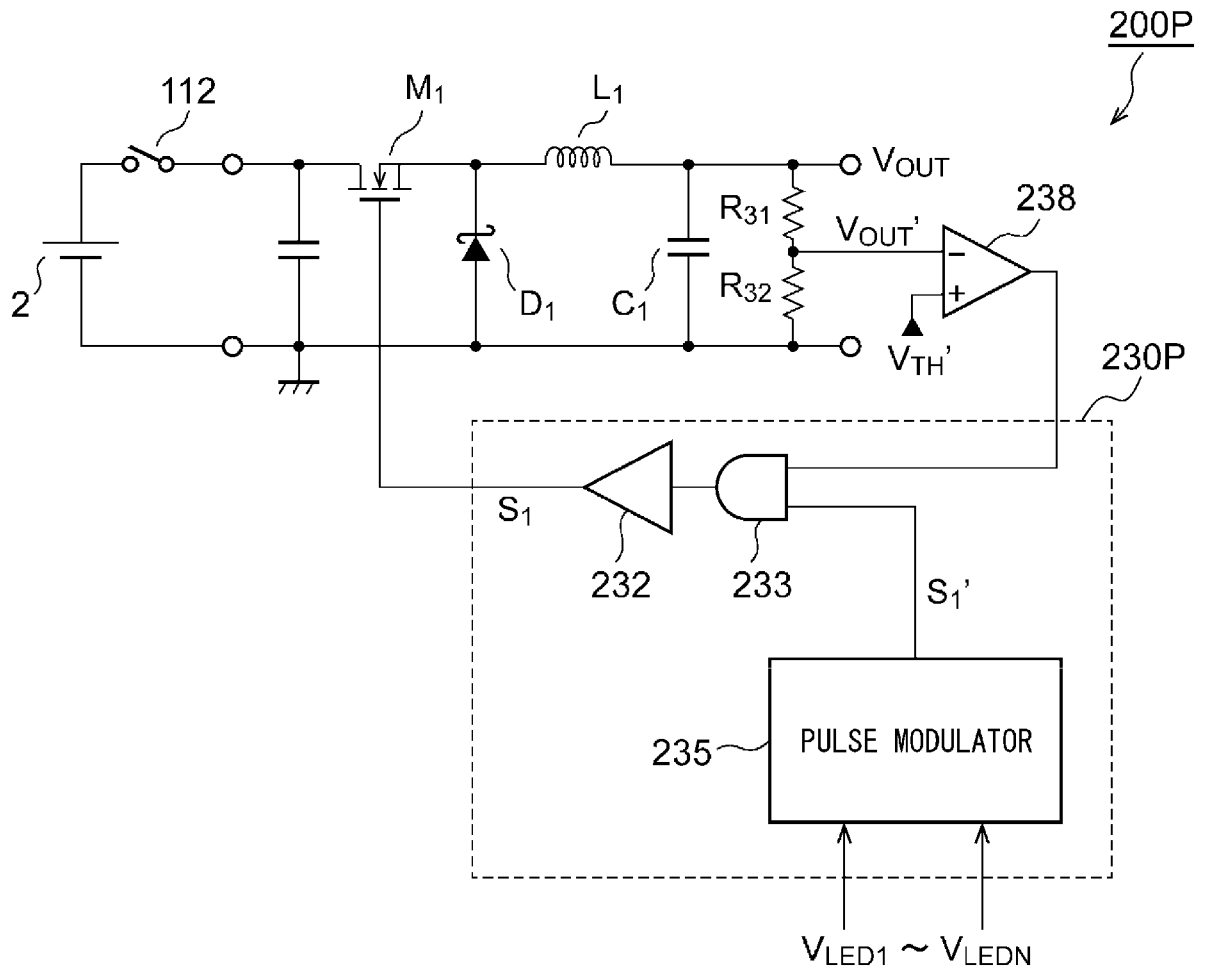 200P
112
M1
L1
VOUT
R31
VOUT'
238
2
D1
C1
R32
VTH'
230P
S1
232
233
S1'
235
PULSE MODULATOR
VLED1 ~ VLEDN